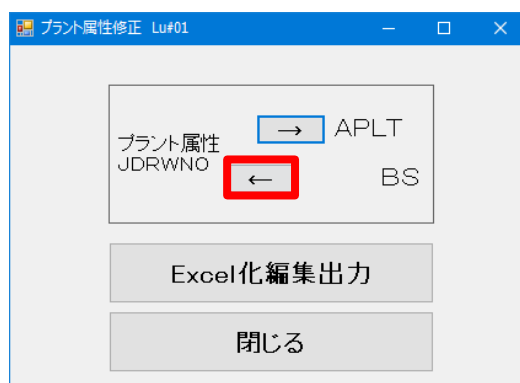 プラント属性修正 Lu#01
→ APLT
プラント属性
JDRWNO
← BS
Excel化編集出力
閉じる